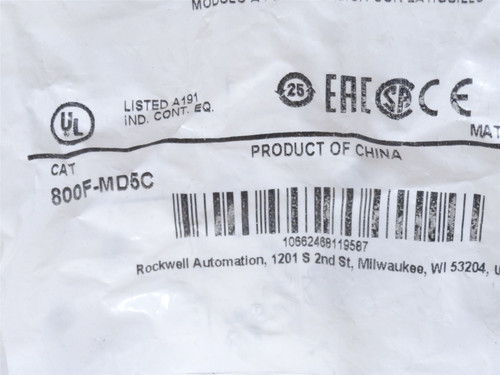 25 EAC SP CE
UL LISTED A191
IND. CONT. EQ.
MAT
PRODUCT OF CHINA
CAT
800F-MD5C
10662468119587
Rockwell Automation, 1201 S 2nd St, Milwaukee, WI 53204, U